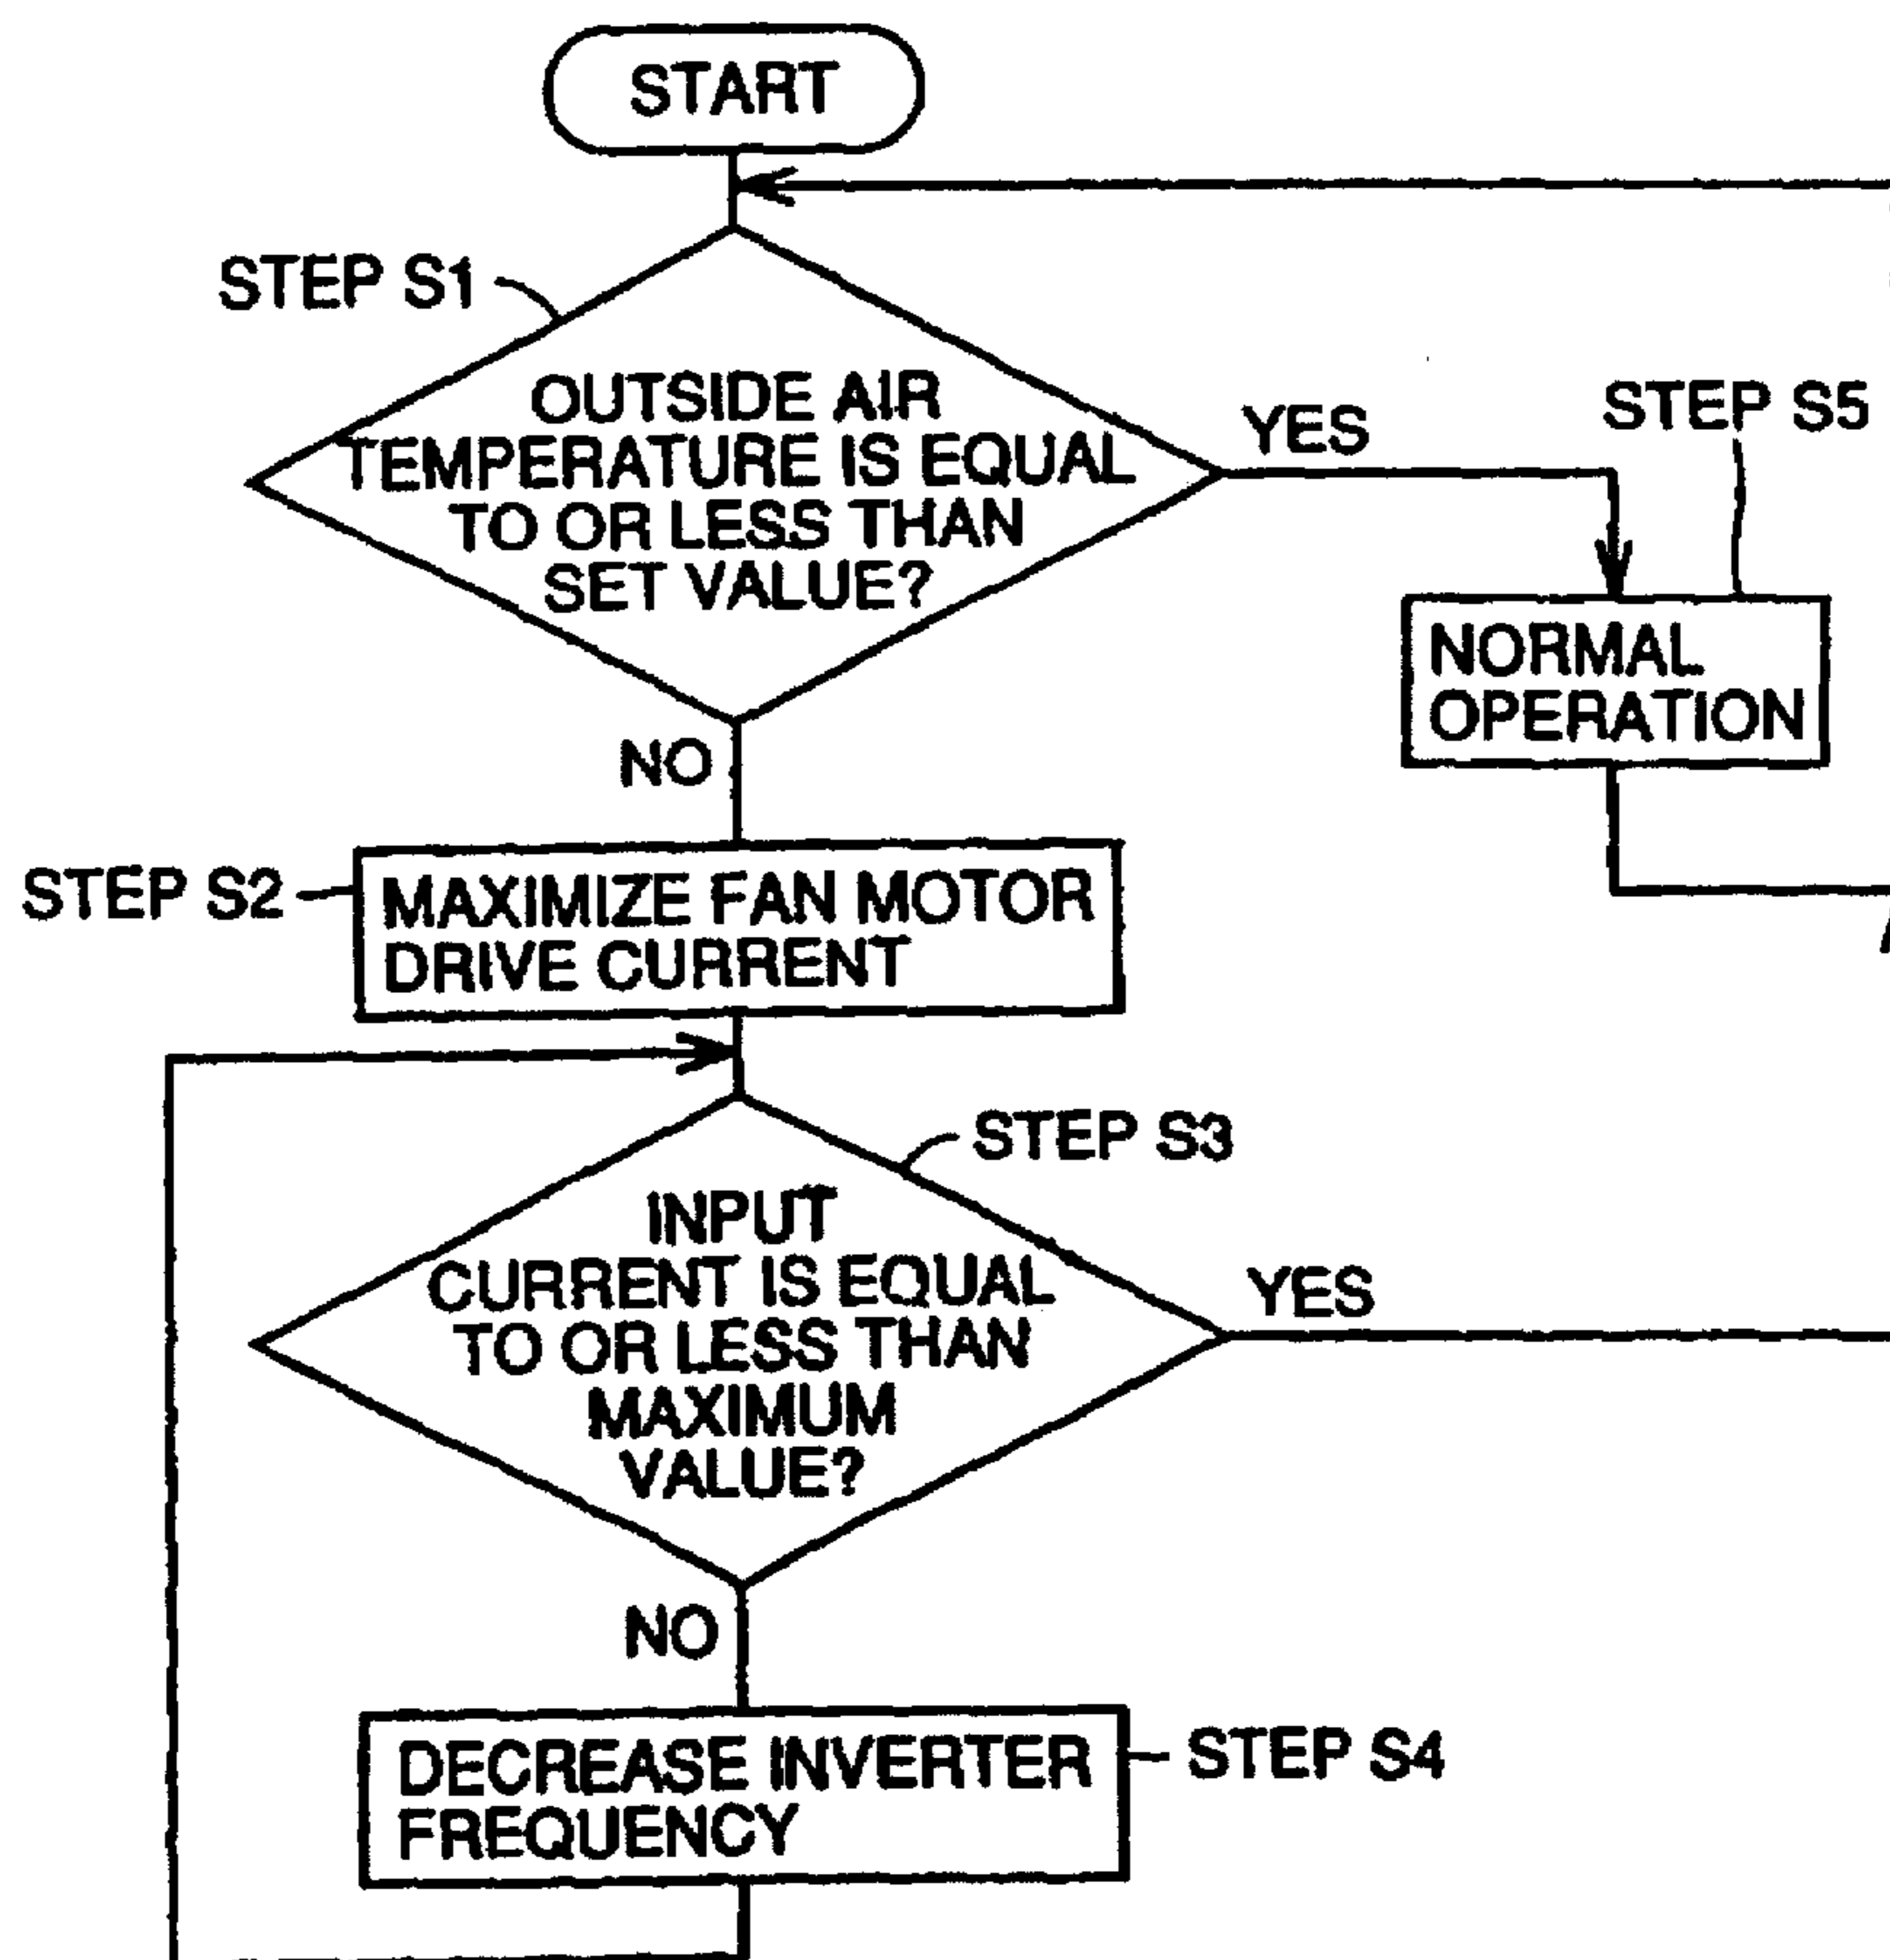 START
STEP S1
OUTSIDE AIR
TEMPERATURE IS EQUAL
TO OR LESS THAN
SET VALUE?
YES
STEP S5
NORMAL
OPERATION
NO
STEP S2
MAXIMIZE FAN MOTOR
DRIVE CURRENT
STEP S3
INPUT
CURRENT IS EQUAL
TO OR LESS THAN
MAXIMUM
VALUE?
YES
NO
DECREASE INVERTER
FREQUENCY
STEP S4